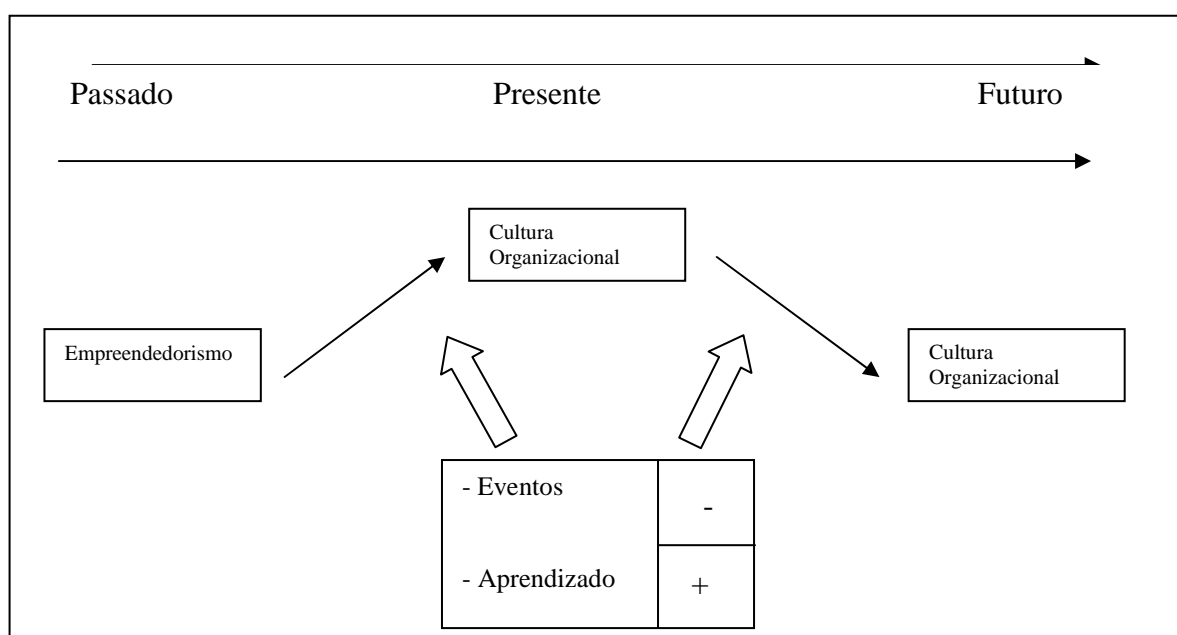 Passado Presente Futuro
Cultura
Organizacional
Empreendedorismo
Cultura
Organizacional
- Eventos
-
- Aprendizado
+